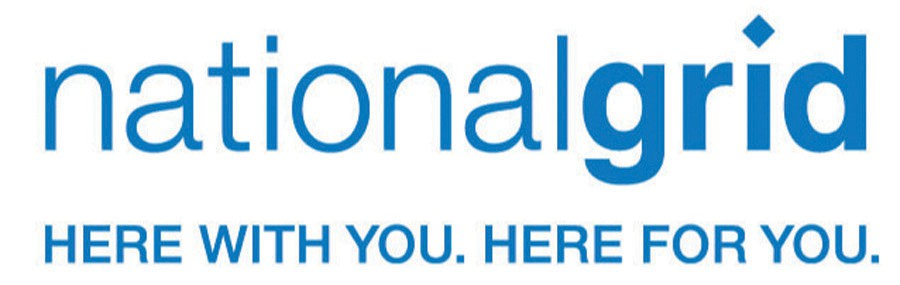 nationalgrid
HERE WITH YOU. HERE FOR YOU.